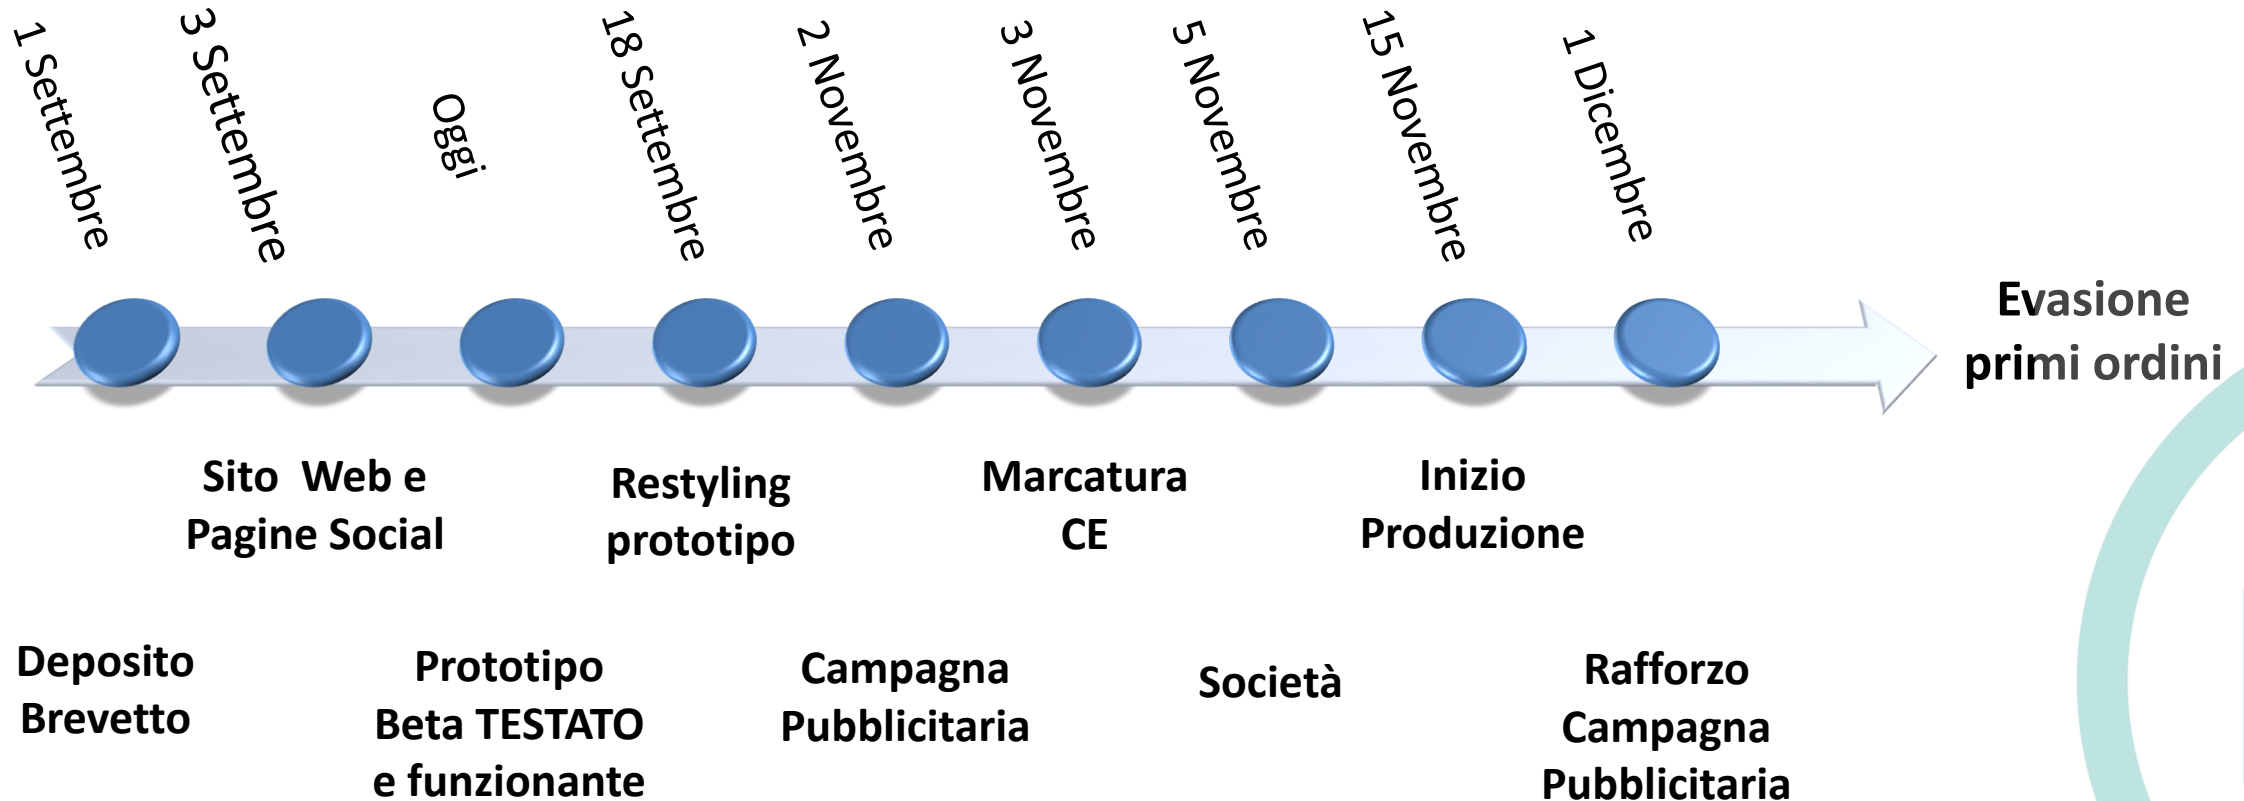 1 Settembre
3 Settembre
Oggi
18 Settembre
2 Novembre
3 Novembre
5 Novembre
15 Novembre
1 Dicembre
Evasione
primi ordini
Sito Web e
Pagine Social
Restyling
prototipo
Marcatura
CE
Inizio
Produzione
Deposito
Brevetto
Prototipo
Beta TESTATO
e funzionante
Campagna
Pubblicitaria
Società
Rafforzo
Campagna
Pubblicitaria